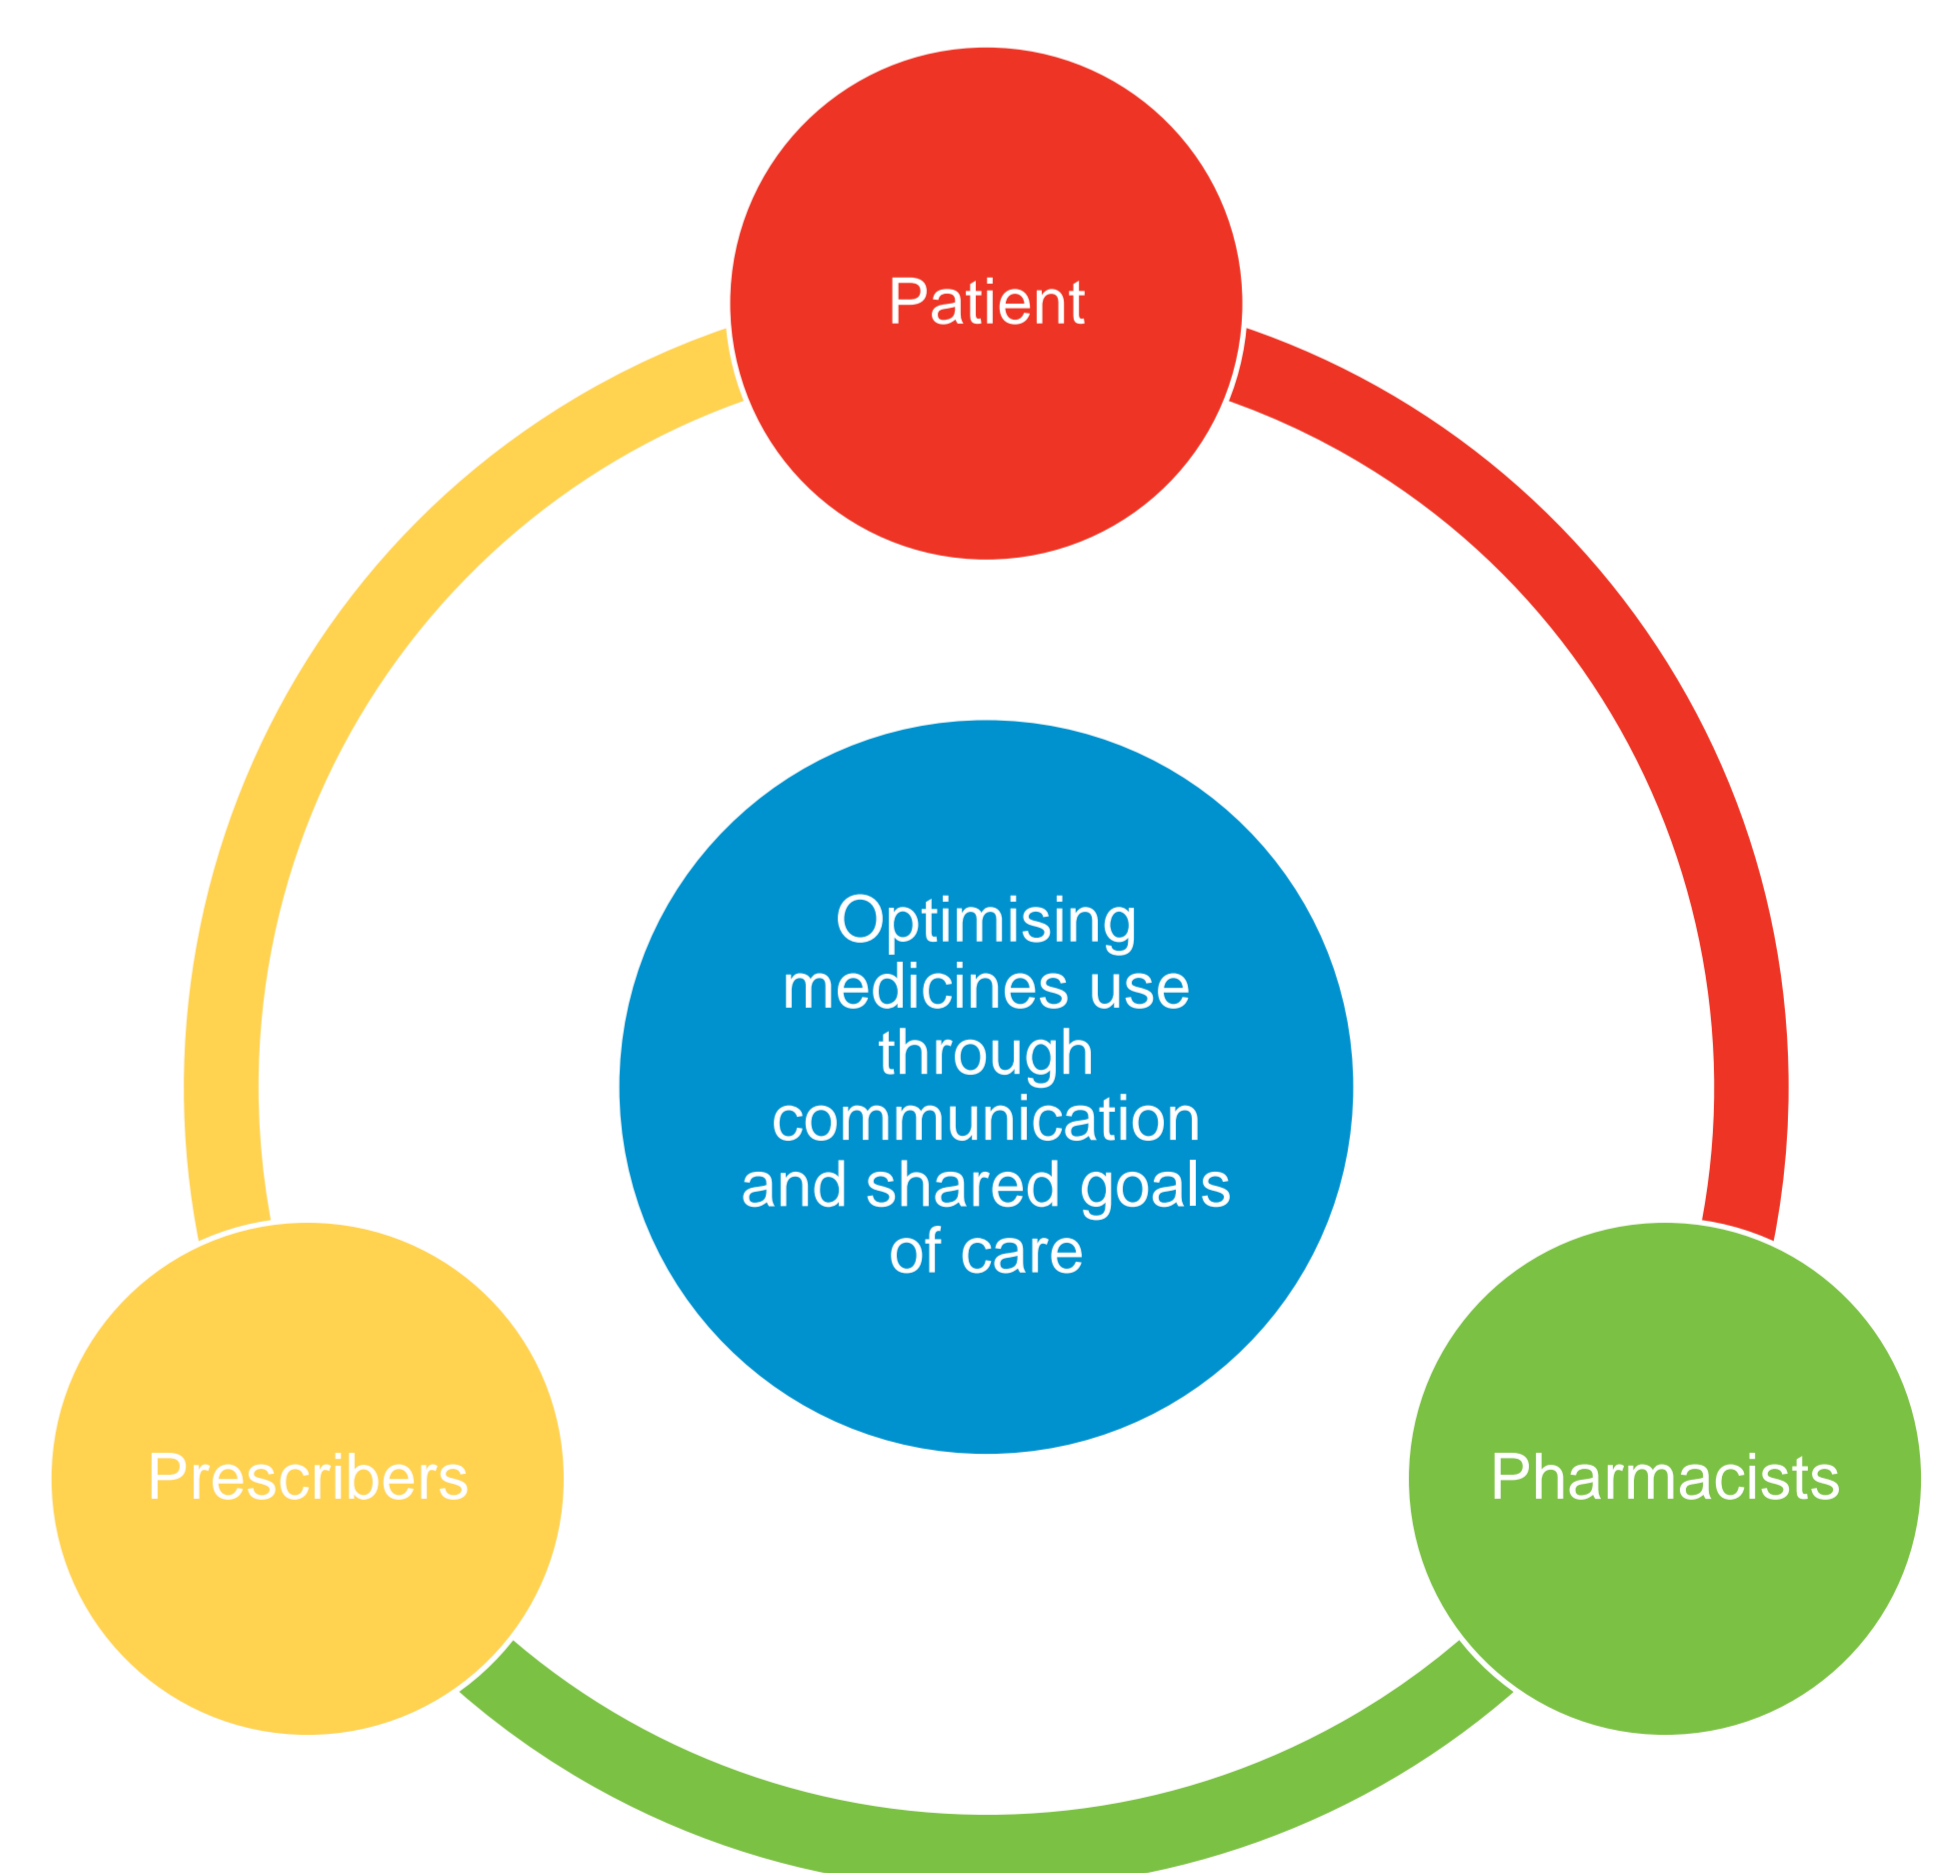 Patient
Optimising
medicines use
through
communication
and shared goals
of care
Prescribers
Pharmacists